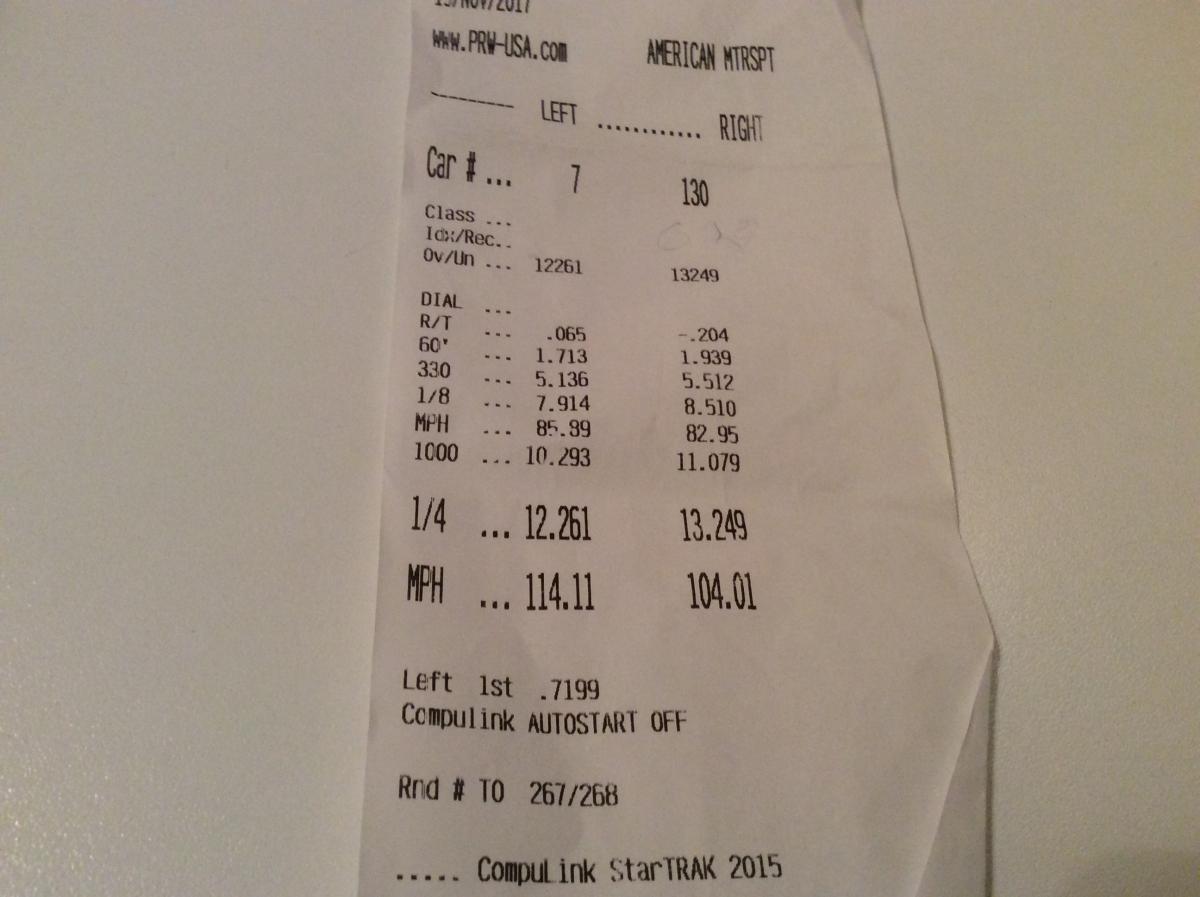 www.PRW-USA.com AMERICAN MTRSPT
--------- LEFT ............ RIGHT
Car # ... 7 130
Class ...
Idx/Rec..
Ov/Un ... 12261 13249
DIAL ...
R/T ... .065 -.204
60' ... 1.713 1.939
330 ... 5.136 5.512
1/8 ... 7.914 8.510
MPH ... 85.89 82.95
1000 ... 10.293 11.079
1/4 ... 12.261 13.249
MPH ... 114.11 104.01
Left 1st .7199
Compulink AUTOSTART OFF
Rnd # TO 267/268
..... CompuLink StarTRAK 2015